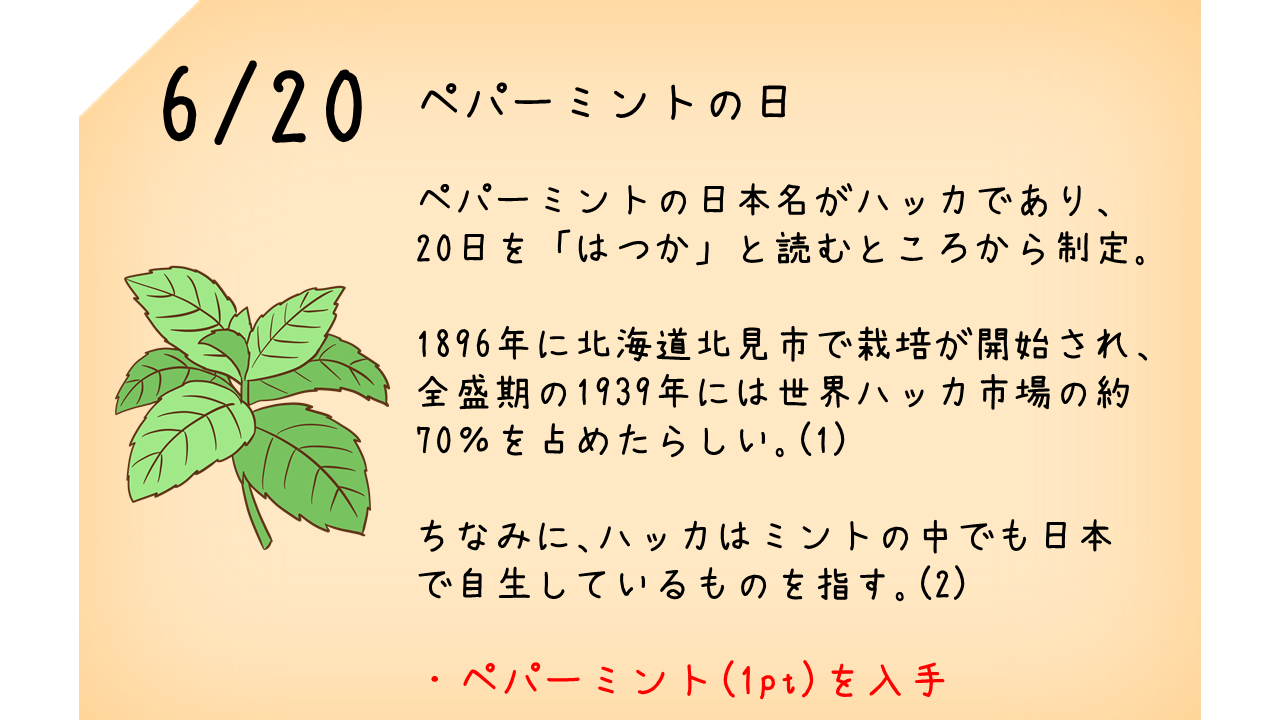 6/20 ペパーミントの日
ペパーミントの日本名がハッカであり、
20日を「はつか」と読むところから制定。
1896年に北海道北見市で栽培が開始され、
全盛期の1939年には世界ハッカ市場の約
70%を占めたらしい。(1)
ちなみに、ハッカはミントの中でも日本
で自生しているものを指す。(2)
・ペパーミント(1pt)を入手